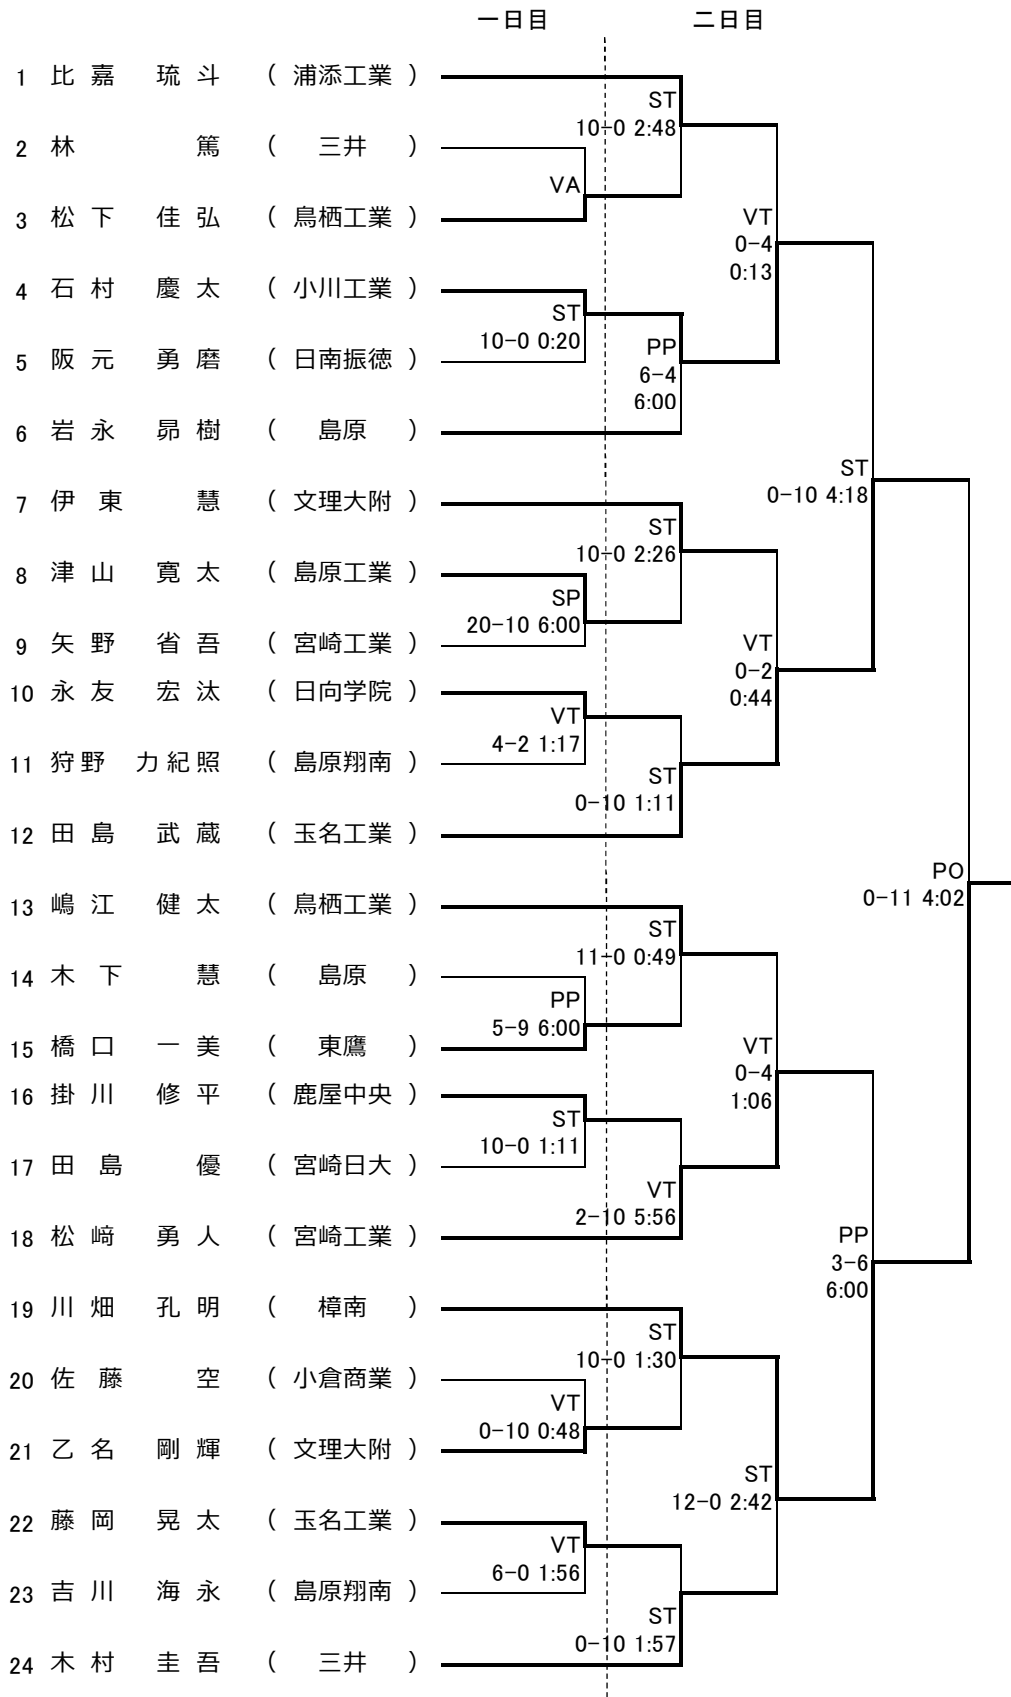 一日目 二日目
1 比嘉 琉斗 ( 浦添工業 )
ST
10-0 2:48
2 林 篤 ( 三井 )
VA
3 松下 佳弘 ( 鳥栖工業 )
VT
0-4
0:13
4 石村 慶太 ( 小川工業 )
ST
10-0 0:20
5 阪元 勇磨 ( 日南振徳 )
PP
6-4
6:00
6 岩永 昴樹 ( 島原 )
ST
0-10 4:18
7 伊東 慧 ( 文理大附 )
ST
10-0 2:26
8 津山 寛太 ( 島原工業 )
SP
20-10 6:00
9 矢野 省吾 ( 宮崎工業 )
VT
0-2
0:44
10 永友 宏汰 ( 日向学院 )
VT
4-2 1:17
11 狩野 力紀照 ( 島原翔南 )
ST
0-10 1:11
12 田島 武蔵 ( 玉名工業 )
PO
0-11 4:02
13 嶋江 健太 ( 鳥栖工業 )
ST
11-0 0:49
14 木下 慧 ( 島原 )
PP
5-9 6:00
15 橋口 一美 ( 東鷹 )
VT
0-4
1:06
16 掛川 修平 ( 鹿屋中央 )
ST
10-0 1:11
17 田島 優 ( 宮崎日大 )
VT
2-10 5:56
18 松﨑 勇人 ( 宮崎工業 )
PP
3-6
6:00
19 川畑 孔明 ( 樟南 )
ST
10-0 1:30
20 佐藤 空 ( 小倉商業 )
VT
0-10 0:48
21 乙名 剛輝 ( 文理大附 )
ST
12-0 2:42
22 藤岡 晃太 ( 玉名工業 )
VT
6-0 1:56
23 吉川 海永 ( 島原翔南 )
ST
0-10 1:57
24 木村 圭吾 ( 三井 )